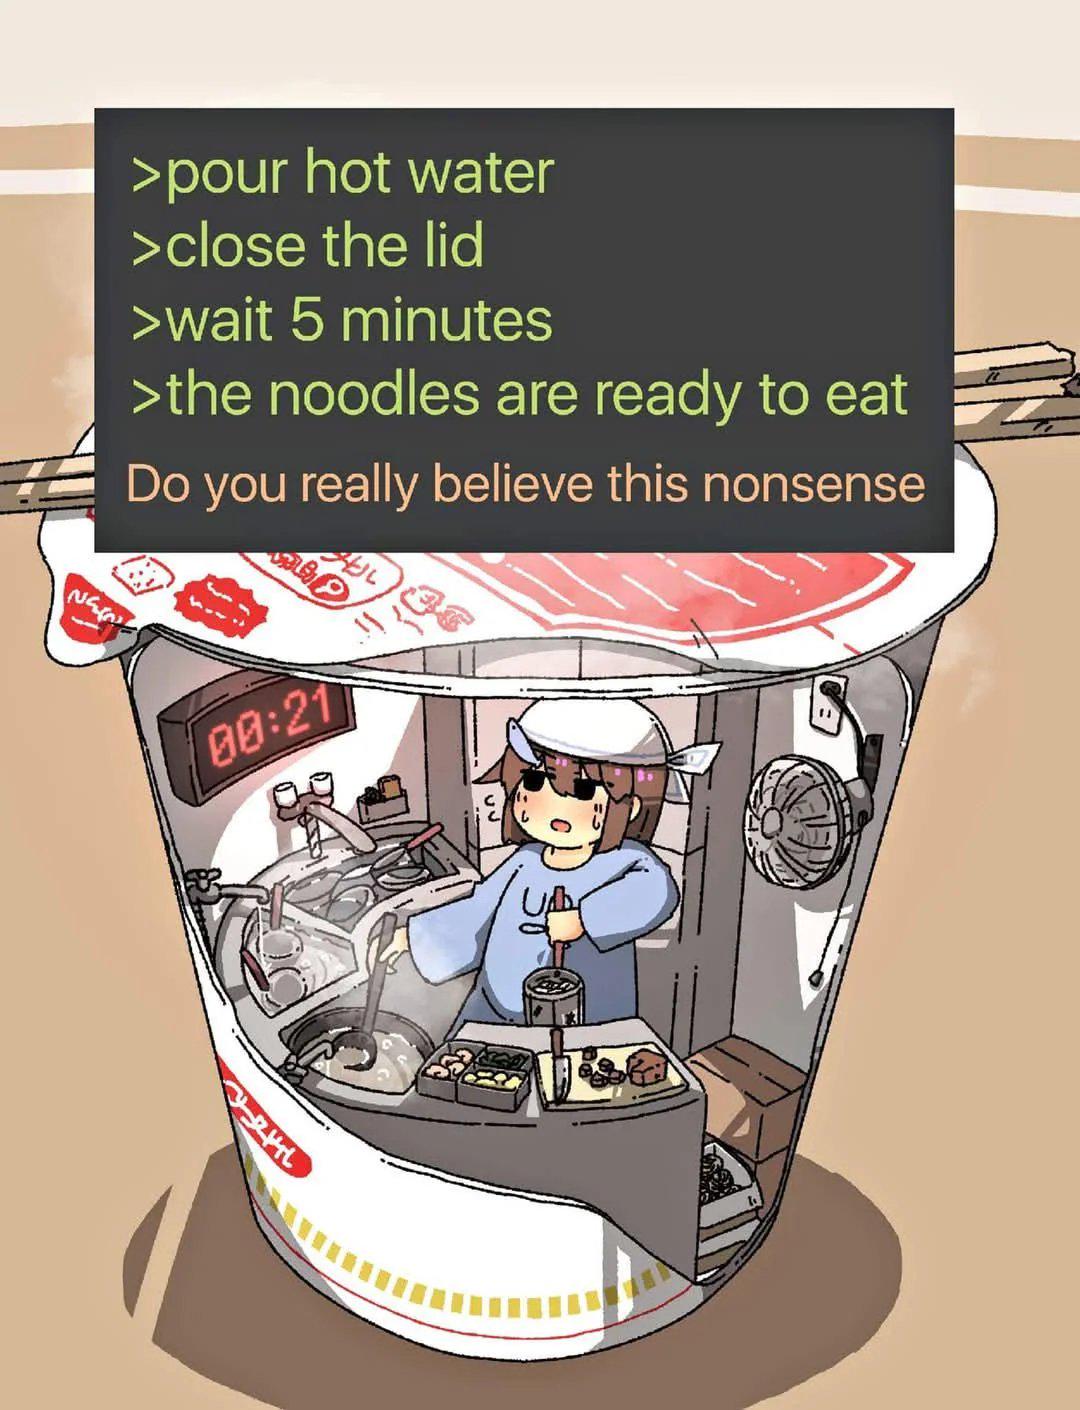 >pour hot water
>close the lid
>wait 5 minutes
>the noodles are ready to eat
Do you really believe this nonsense
00:21